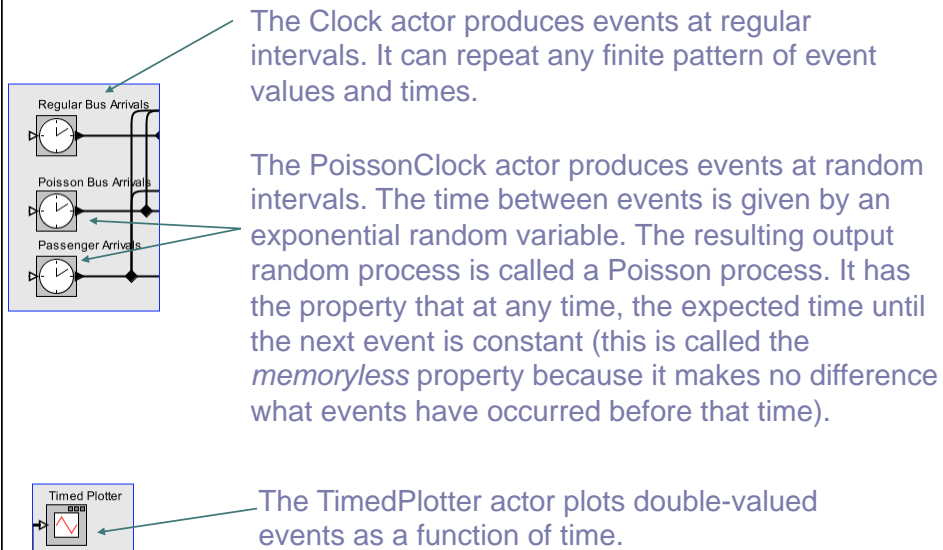 The Clock actor produces events at regular
intervals. It can repeat any finite pattern of event
values and times.
Regular Bus Arrivals
Poisson Bus Arrivals
Passenger Arrivals
The PoissonClock actor produces events at random
intervals. The time between events is given by an
exponential random variable. The resulting output
random process is called a Poisson process. It has
the property that at any time, the expected time until
the next event is constant (this is called the
memoryless property because it makes no difference
what events have occurred before that time).
Timed Plotter
The TimedPlotter actor plots double-valued
events as a function of time.